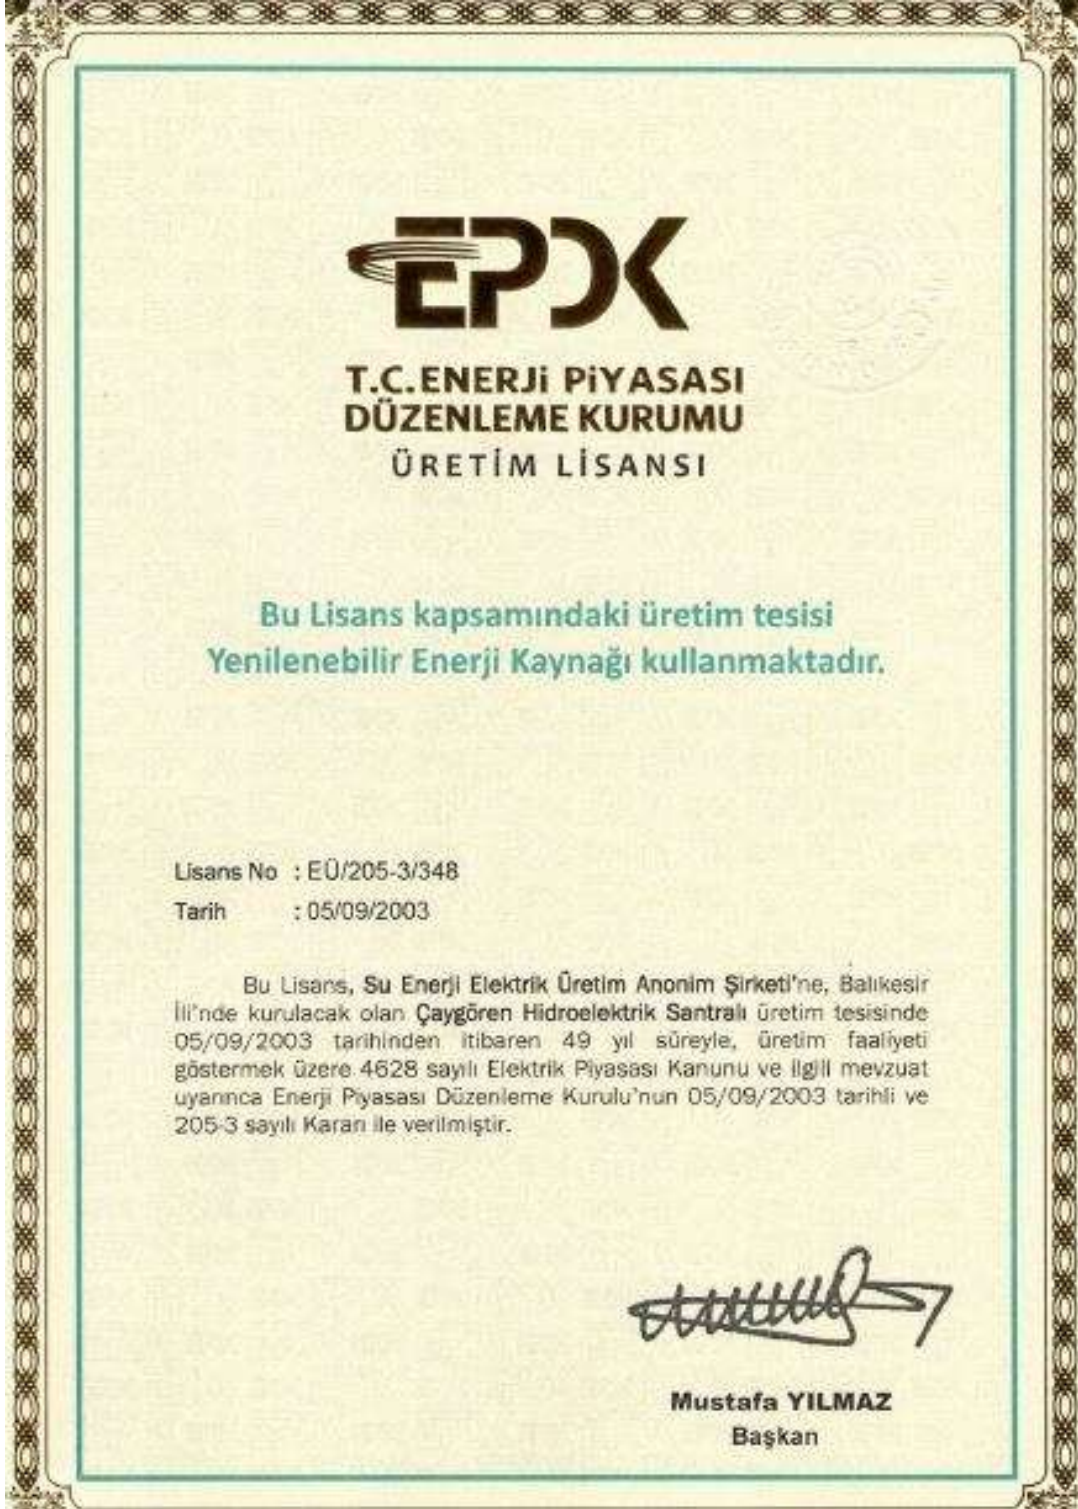 EPDK
T.C.ENERJi PiYASASI
DÜZENLEME KURUMU
ÜRETİM LİSANSI
Bu Lisans kapsamındaki üretim tesisi
Yenilenebilir Enerji Kaynağı kullanmaktadır.
Lisans No : EÜ/205-3/348
Tarih : 05/09/2003
Bu Lisans, Su Enerji Elektrik Üretim Anonim Şirketi'ne, Balıkesir
İli'nde kurulacak olan Çaygören Hidroelektrik Santralı üretim tesisinde
05/09/2003 tarihinden itibaren 49 yıl süreyle, üretim faaliyeti
göstermek üzere 4628 sayılı Elektrik Piyasası Kanunu ve ilgili mevzuat
uyarınca Enerji Piyasası Düzenleme Kurulu'nun 05/09/2003 tarihli ve
205-3 sayılı Kararı ile verilmiştir.
Mustafa YILMAZ
Başkan